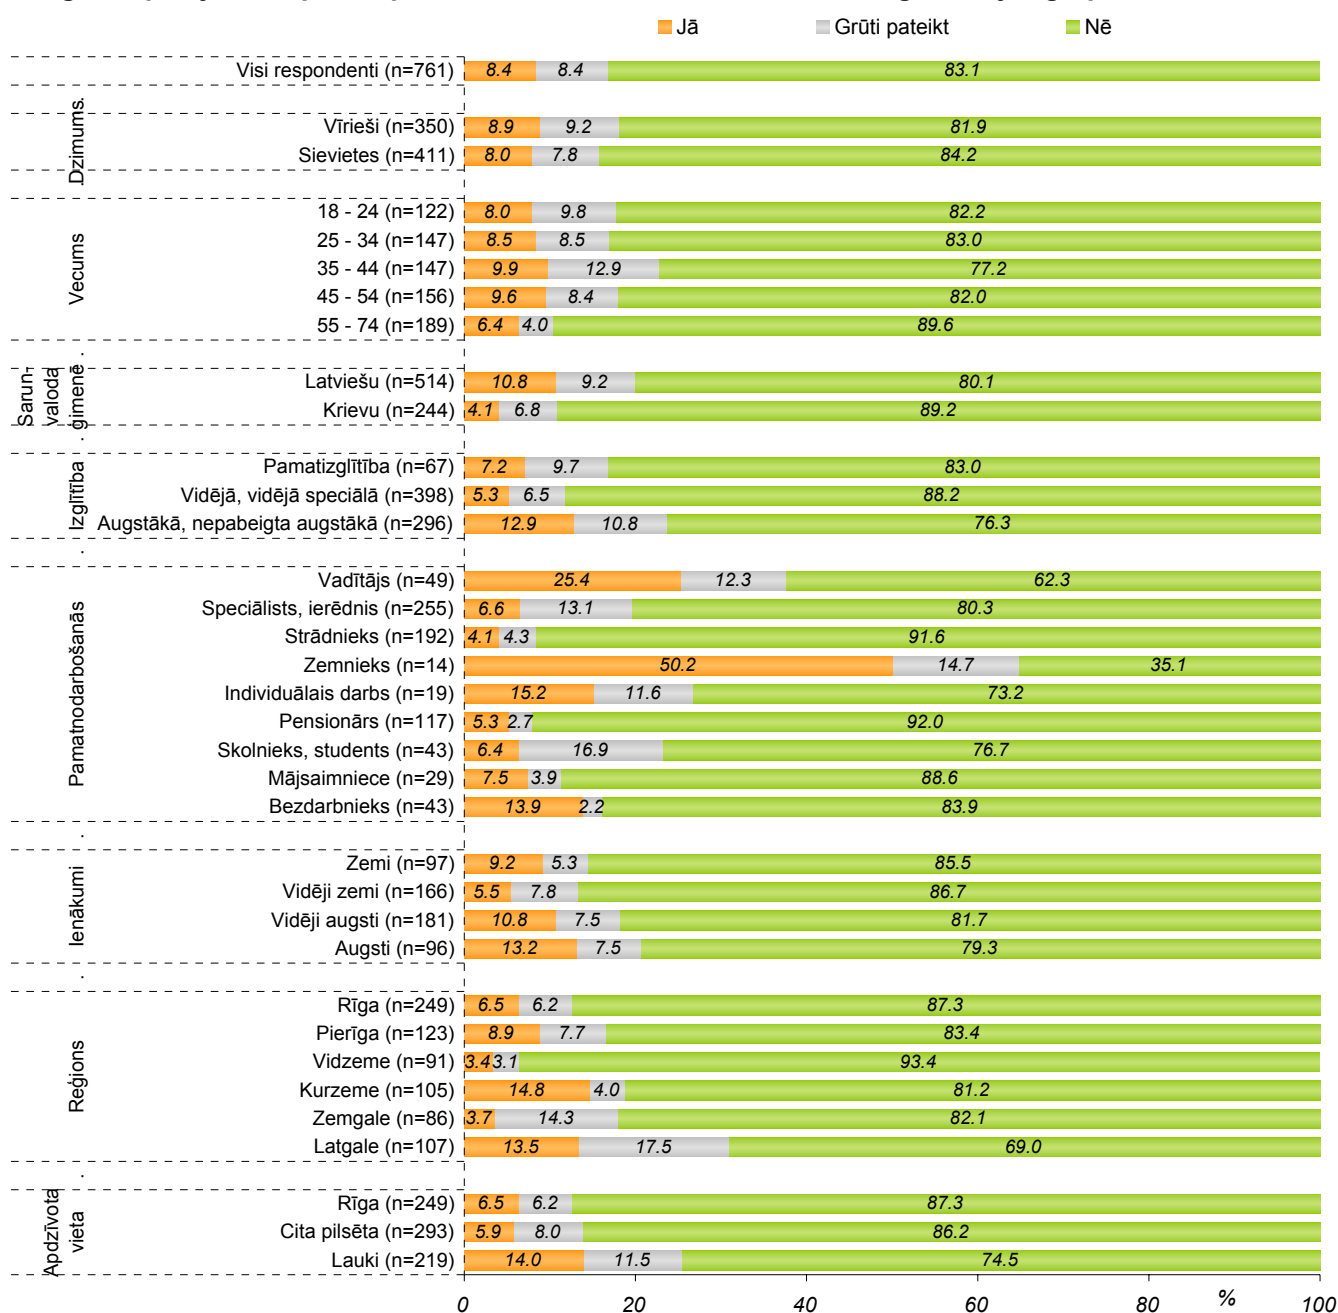 Jā Grūti pateikt Nē
Visi respondenti (n=761) 8.4 8.4 83.1
Dzimums.
Vīrieši (n=350) 8.9 9.2 81.9
Sievietes (n=411) 8.0 7.8 84.2
Vecums
18 - 24 (n=122) 8.0 9.8 82.2
25 - 34 (n=147) 8.5 8.5 83.0
35 - 44 (n=147) 9.9 12.9 77.2
45 - 54 (n=156) 9.6 8.4 82.0
55 - 74 (n=189) 6.4 4.0 89.6
Sarun-
valoda
ģimenē
Latviešu (n=514) 10.8 9.2 80.1
Krievu (n=244) 4.1 6.8 89.2
Izglītība
Pamatizglītība (n=67) 7.2 9.7 83.0
Vidējā, vidējā speciālā (n=398) 5.3 6.5 88.2
Augstākā, nepabeigta augstākā (n=296) 12.9 10.8 76.3
Pamatnodarbošanās
Vadītājs (n=49) 25.4 12.3 62.3
Speciālists, ierēdnis (n=255) 6.6 13.1 80.3
Strādnieks (n=192) 4.1 4.3 91.6
Zemnieks (n=14) 50.2 14.7 35.1
Individuālais darbs (n=19) 15.2 11.6 73.2
Pensionārs (n=117) 5.3 2.7 92.0
Skolnieks, students (n=43) 6.4 16.9 76.7
Mājsaimniece (n=29) 7.5 3.9 88.6
Bezdarbnieks (n=43) 13.9 2.2 83.9
Ienākumi
Zemi (n=97) 9.2 5.3 85.5
Vidēji zemi (n=166) 5.5 7.8 86.7
Vidēji augsti (n=181) 10.8 7.5 81.7
Augsti (n=96) 13.2 7.5 79.3
Reģions
Rīga (n=249) 6.5 6.2 87.3
Pierīga (n=123) 8.9 7.7 83.4
Vidzeme (n=91) 3.4 3.1 93.4
Kurzeme (n=105) 14.8 4.0 81.2
Zemgale (n=86) 3.7 14.3 82.1
Latgale (n=107) 13.5 17.5 69.0
Apdzīvota
vieta
Rīga (n=249) 6.5 6.2 87.3
Cita pilsēta (n=293) 5.9 8.0 86.2
Lauki (n=219) 14.0 11.5 74.5
0 20 40 60 80 % 100